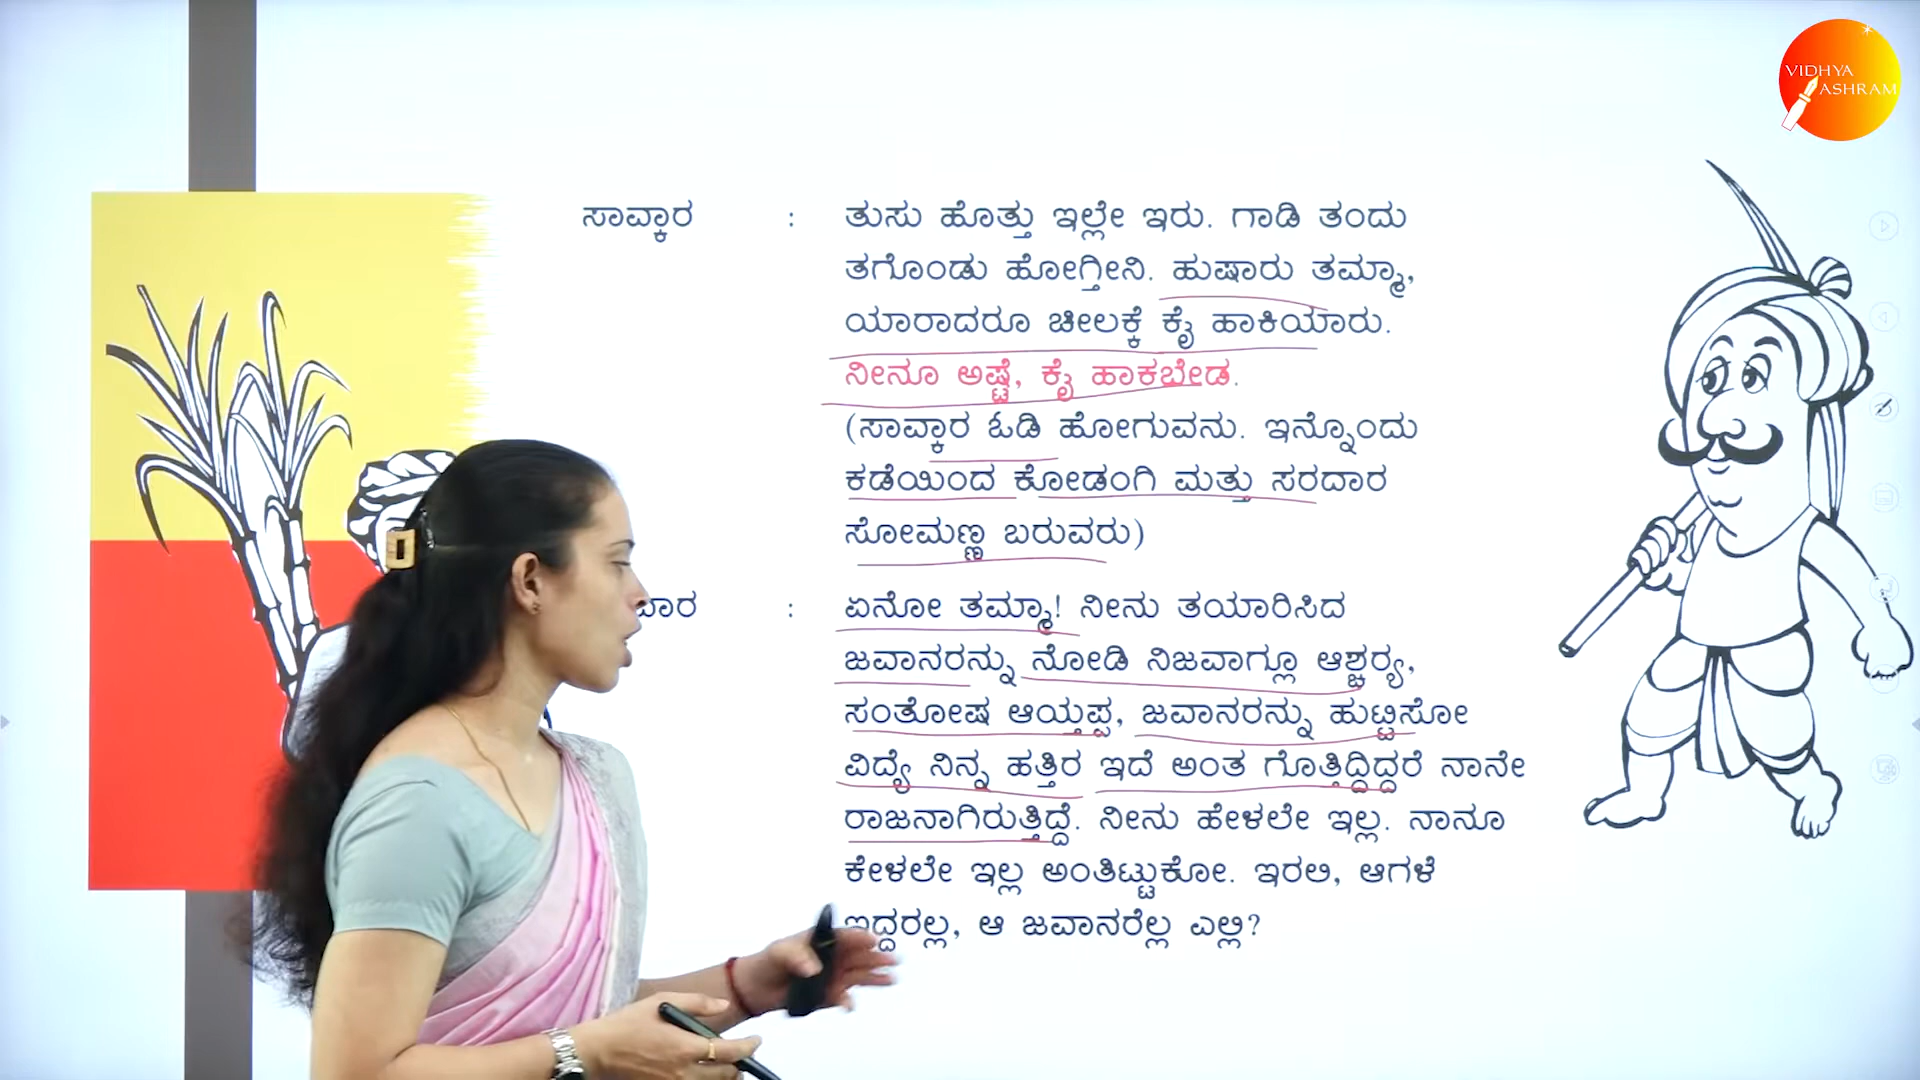 VIDHYA
ASHRAM
ಸಾವ್ಕಾರ : ತುಸು ಹೊತ್ತು ಇಲ್ಲೇ ಇರು. ಗಾಡಿ ತಂದು
ತಗೊಂಡು ಹೋಗ್ತೀನಿ. ಹುಷಾರು ತಮ್ಮಾ,
ಯಾರಾದರೂ ಚೀಲಕ್ಕೆ ಕೈ ಹಾಕಿಯಾರು.
ನೀನೂ ಅಷ್ಟೆ, ಕೈ ಹಾಕಬೇಡ.
(ಸಾವ್ಕಾರ ಓಡಿ ಹೋಗುವನು. ಇನ್ನೊಂದು
ಕಡೆಯಿಂದ ಕೋಡಂಗಿ ಮತ್ತು ಸರದಾರ
ಸೋಮಣ್ಣ ಬರುವರು)
: ಏನೋ ತಮ್ಮಾ! ನೀನು ತಯಾರಿಸಿದ
ಜವಾನರನ್ನು ನೋಡಿ ನಿಜವಾಗ್ಲೂ ಆಶ್ಚರ್‍ಯ,
ಸಂತೋಷ ಆಯ್ತಪ್ಪ, ಜವಾನರನ್ನು ಹುಟ್ಟಿಸೋ
ವಿದ್ಯೆ ನಿನ್ನ ಹತ್ತಿರ ಇದೆ ಅಂತ ಗೊತ್ತಿದ್ದಿದ್ದರೆ ನಾನೇ
ರಾಜನಾಗಿರುತ್ತಿದ್ದೆ. ನೀನು ಹೇಳಲೇ ಇಲ್ಲ. ನಾನೂ
ಕೇಳಲೇ ಇಲ್ಲ ಅಂತಿಟ್ಟುಕೋ. ಇರಲಿ, ಆಗಳೆ
ಇದ್ದರಲ್ಲ, ಆ ಜವಾನರೆಲ್ಲ ಎಲ್ಲಿ?